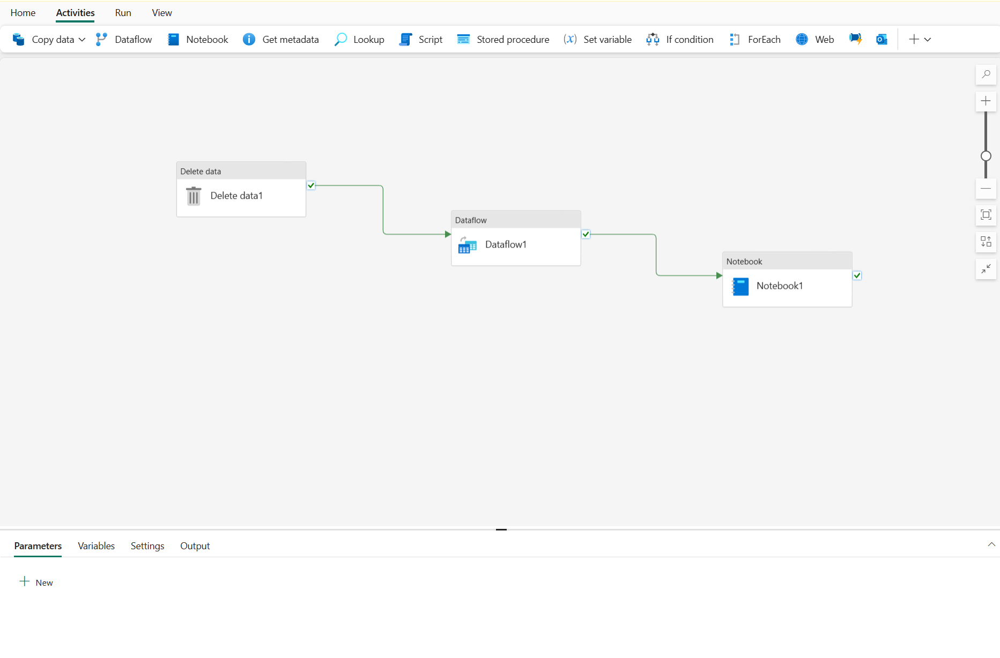 Home Activities Run View
Copy data Dataflow Notebook Get metadata Lookup Script Stored procedure (x) Set variable If condition ForEach Web
Delete data
Delete data1
Dataflow
Dataflow1
Notebook
Notebook1
Parameters Variables Settings Output
New